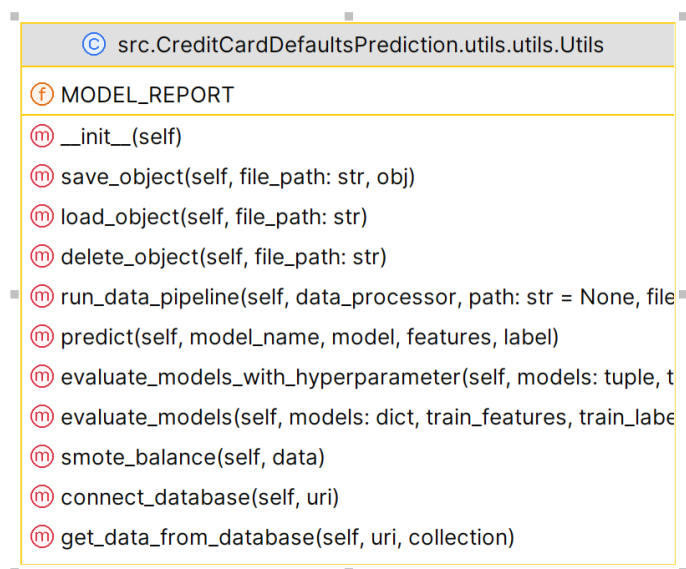 C src.CreditCardDefaultsPrediction.utils.utils.Utils
f MODEL_REPORT
m __init__(self)
m save_object(self, file_path: str, obj)
m load_object(self, file_path: str)
m delete_object(self, file_path: str)
m run_data_pipeline(self, data_processor, path: str = None, file
m predict(self, model_name, model, features, label)
m evaluate_models_with_hyperparameter(self, models: tuple, t
m evaluate_models(self, models: dict, train_features, train_labe
m smote_balance(self, data)
m connect_database(self, uri)
m get_data_from_database(self, uri, collection)